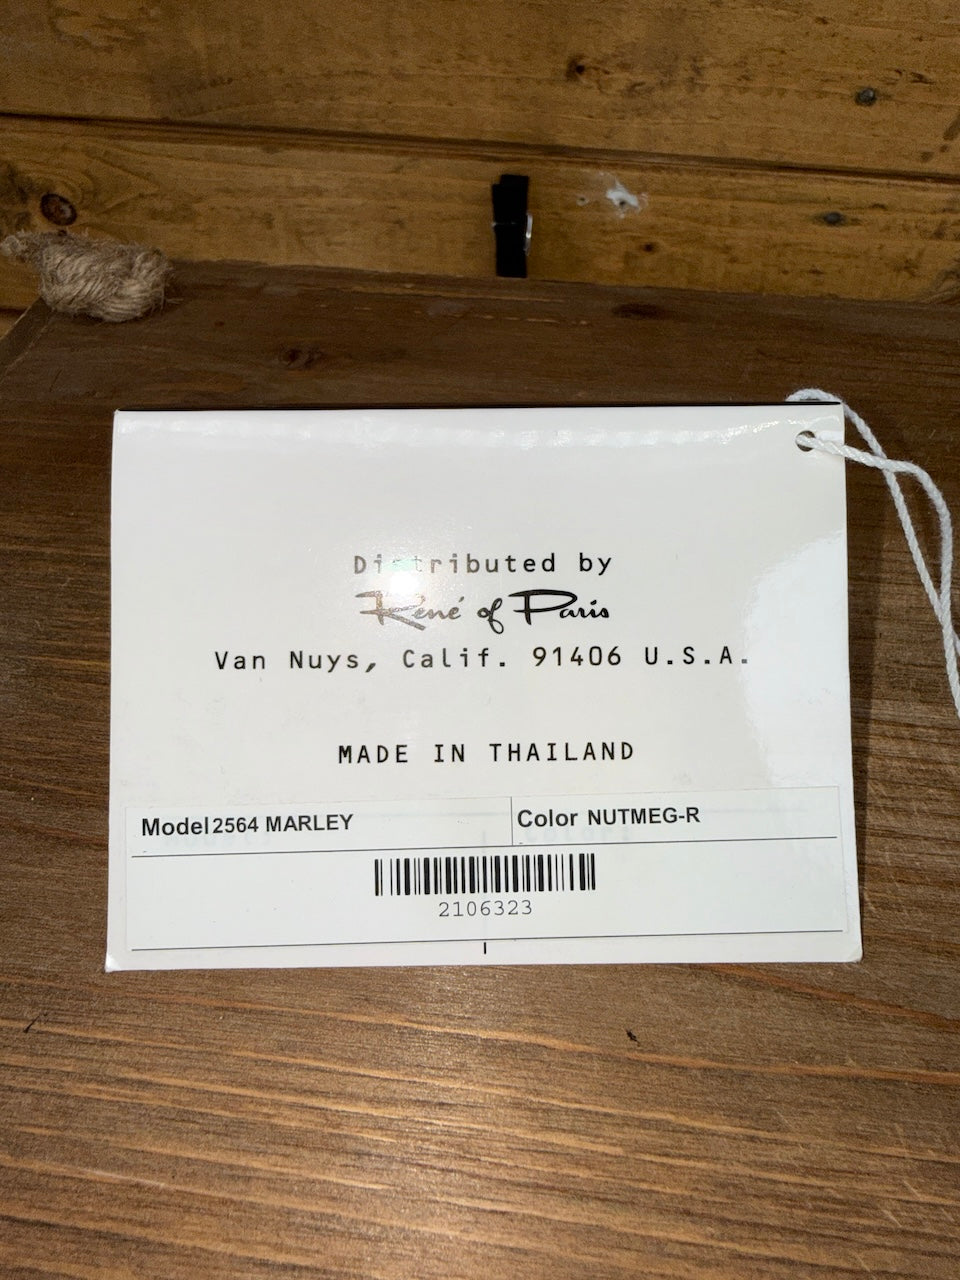 Distributed by
René of Paris
Van Nuys, Calif. 91406 U.S.A.
MADE IN THAILAND
Model 2564 MARLEY Color NUTMEG-R
2106323